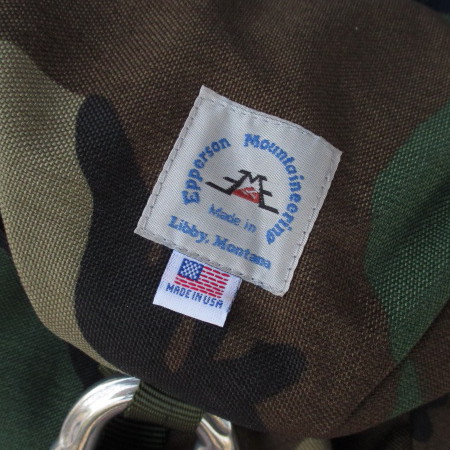 Epperson Mountaineering
Made in
Libby, Montana
MADE IN USA